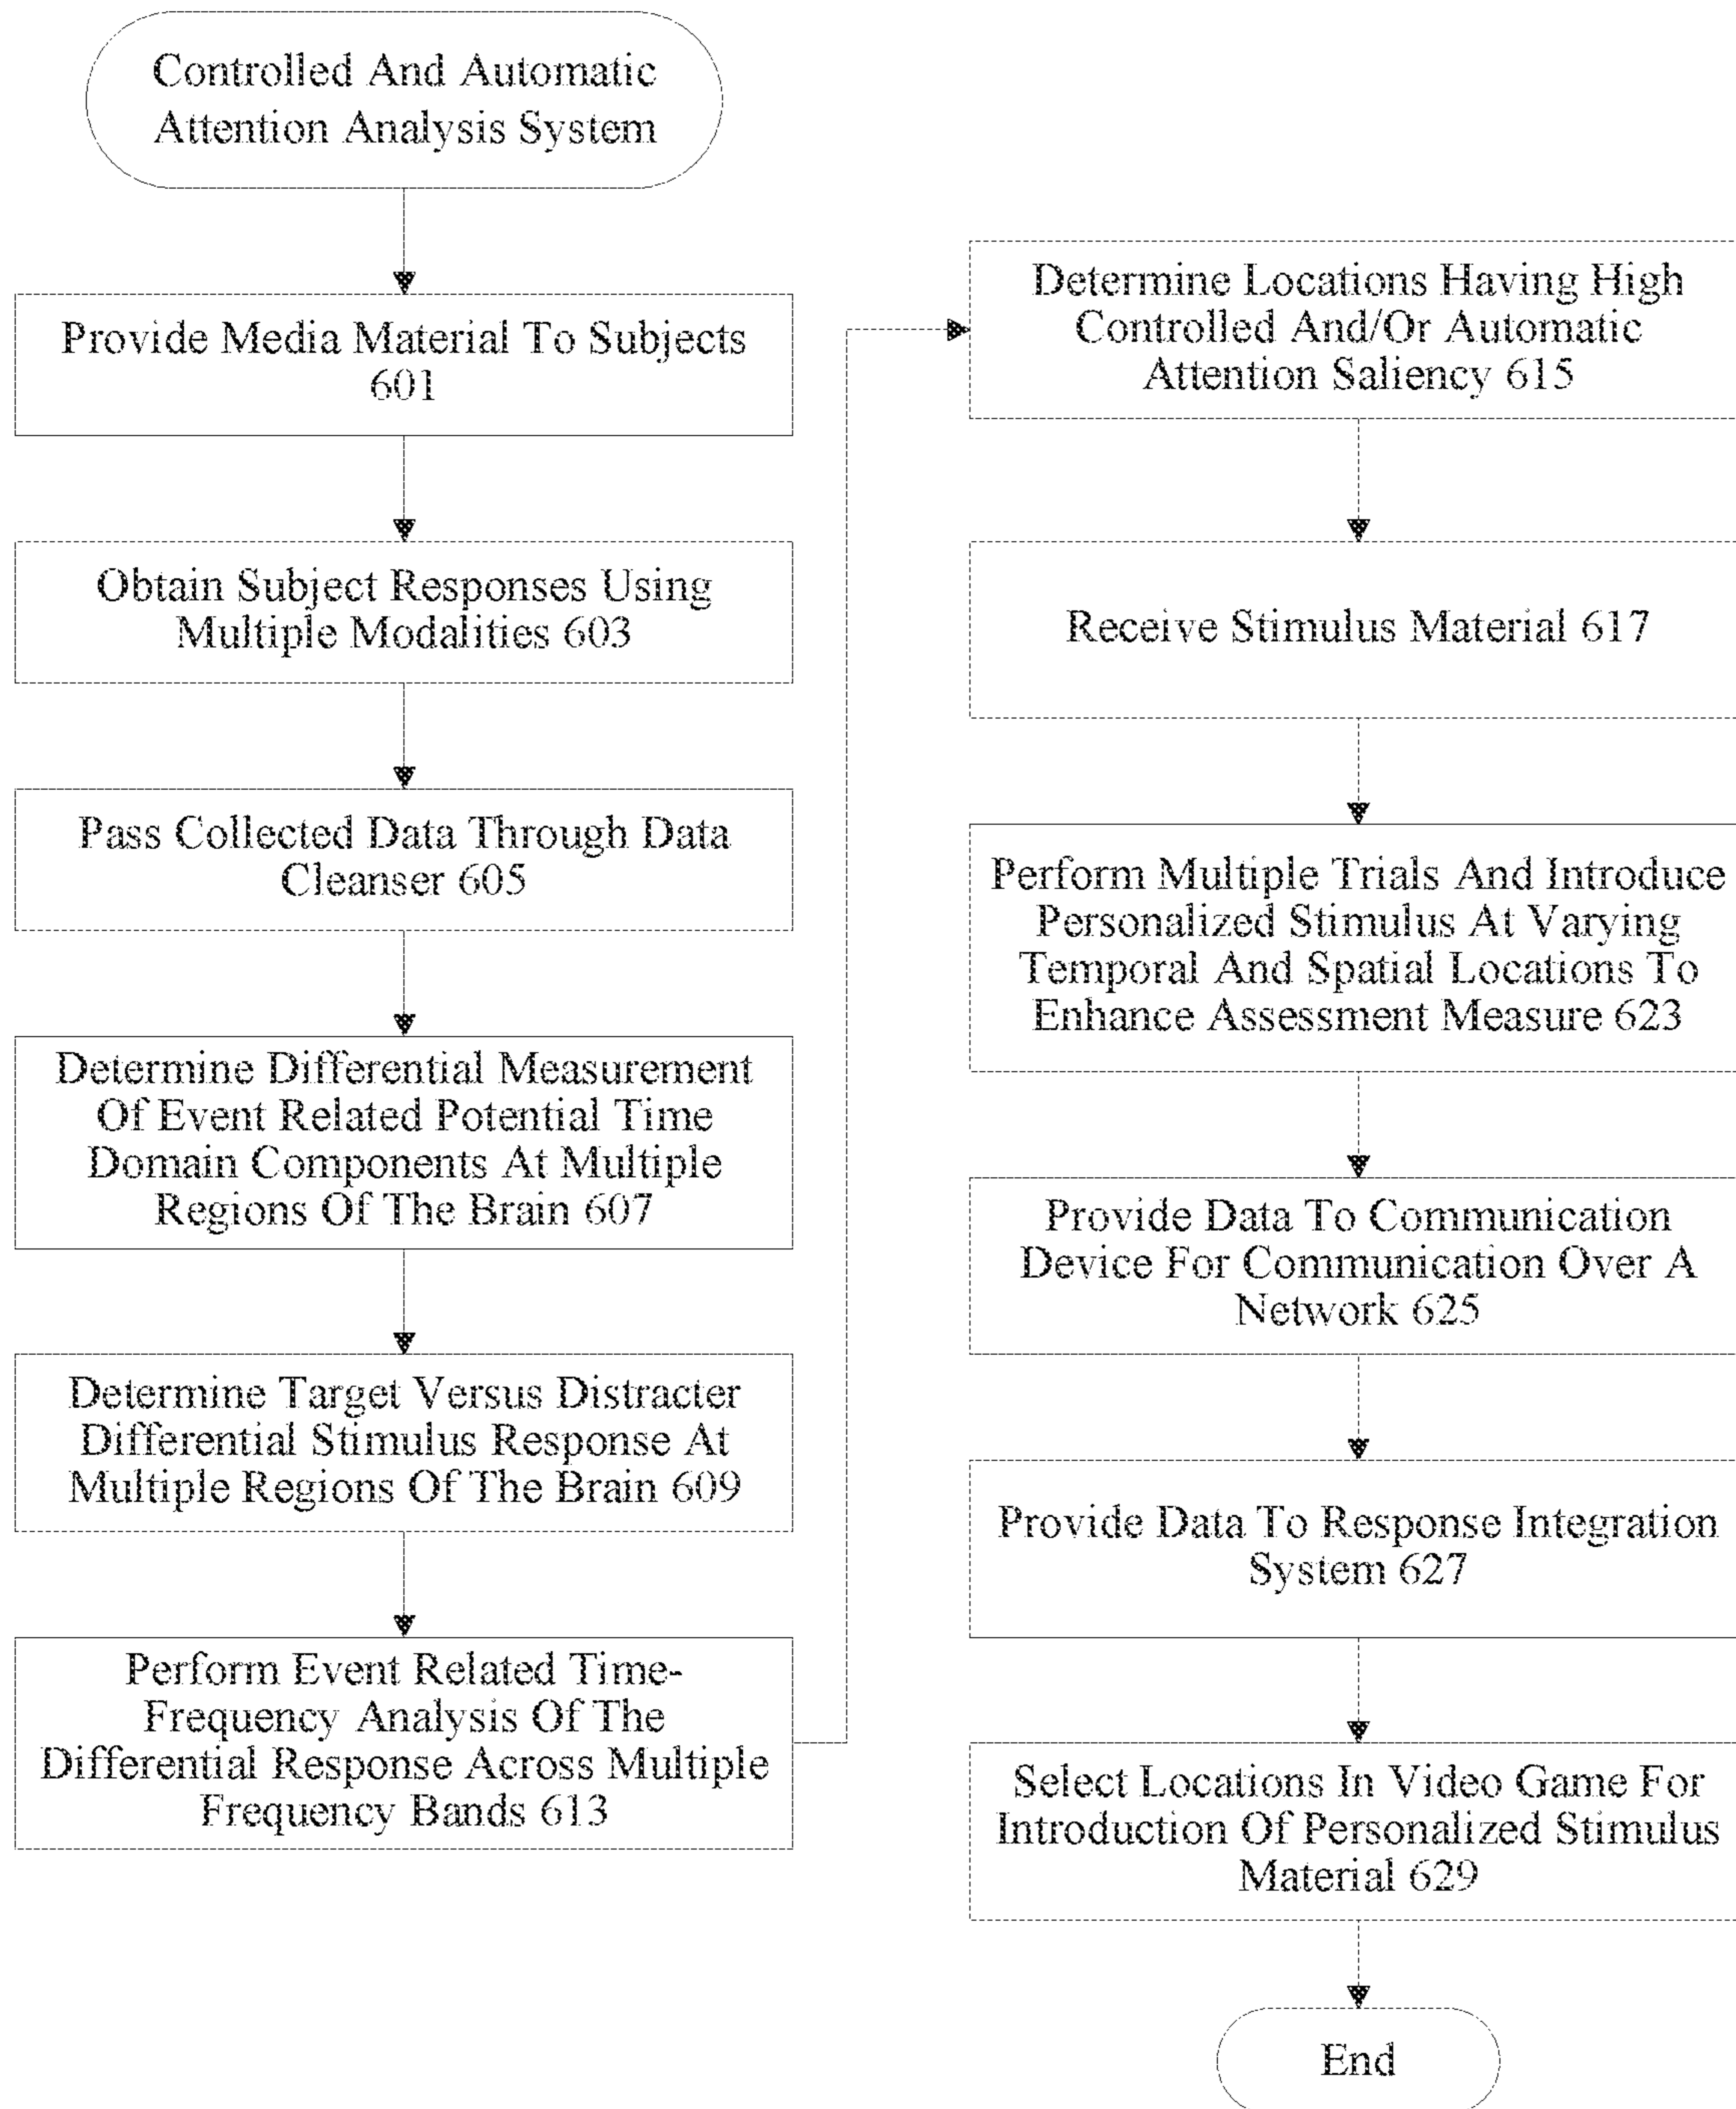 Controlled And Automatic
Attention Analysis System
Provide Media Material To Subjects
601
Obtain Subject Responses Using
Multiple Modalities 603
Pass Collected Data Through Data
Cleanser 605
Determine Differential Measurement
Of Event Related Potential Time
Domain Components At Multiple
Regions Of The Brain 607
Determine Target Versus Distracter
Differential Stimulus Response At
Multiple Regions Of The Brain 609
Perform Event Related Time-
Frequency Analysis Of The
Differential Response Across Multiple
Frequency Bands 613
Determine Locations Having High
Controlled And/Or Automatic
Attention Saliency 615
Receive Stimulus Material 617
Perform Multiple Trials And Introduce
Personalized Stimulus At Varying
Temporal And Spatial Locations To
Enhance Assessment Measure 623
Provide Data To Communication
Device For Communication Over A
Network 625
Provide Data To Response Integration
System 627
Select Locations In Video Game For
Introduction Of Personalized Stimulus
Material 629
End